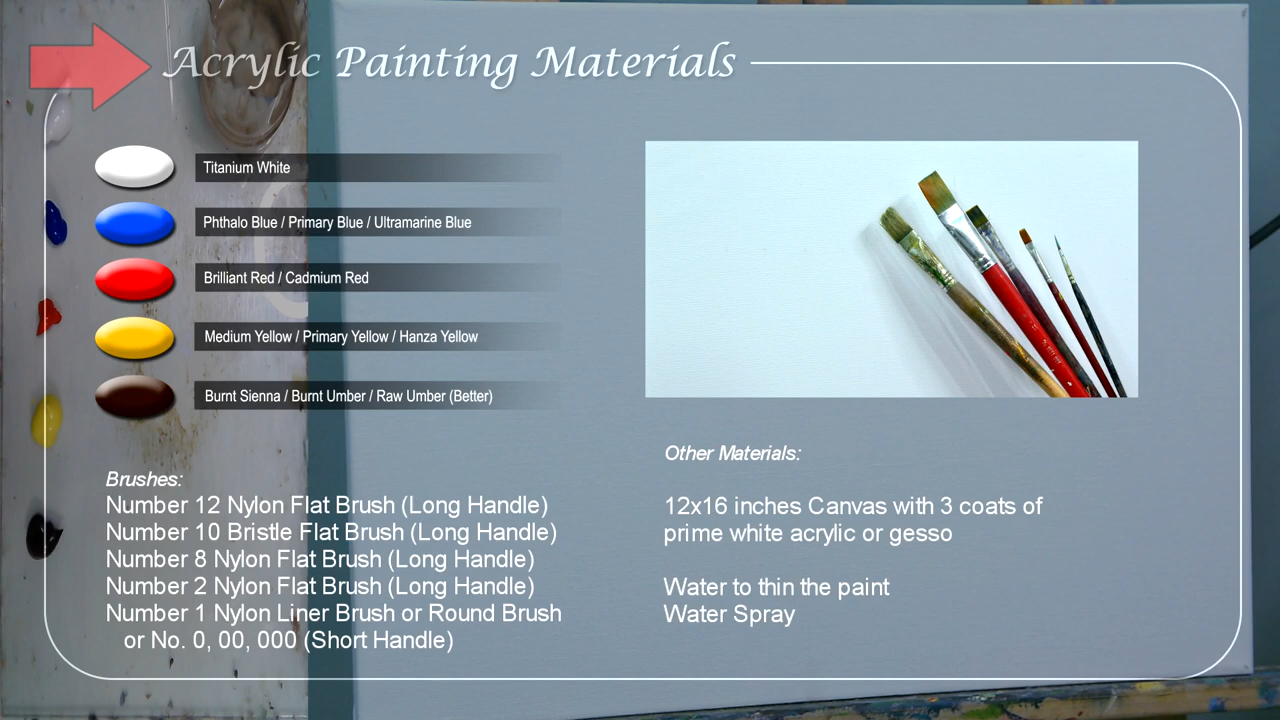 Acrylic Painting Materials
Titanium White
Phthalo Blue / Primary Blue / Ultramarine Blue
Brilliant Red / Cadmium Red
Medium Yellow / Primary Yellow / Hanza Yellow
Burnt Sienna / Burnt Umber / Raw Umber (Better)
Brushes:
Number 12 Nylon Flat Brush (Long Handle)
Number 10 Bristle Flat Brush (Long Handle)
Number 8 Nylon Flat Brush (Long Handle)
Number 2 Nylon Flat Brush (Long Handle)
Number 1 Nylon Liner Brush or Round Brush
or No. 0, 00, 000 (Short Handle)
Other Materials:
12x16 inches Canvas with 3 coats of
prime white acrylic or gesso
Water to thin the paint
Water Spray